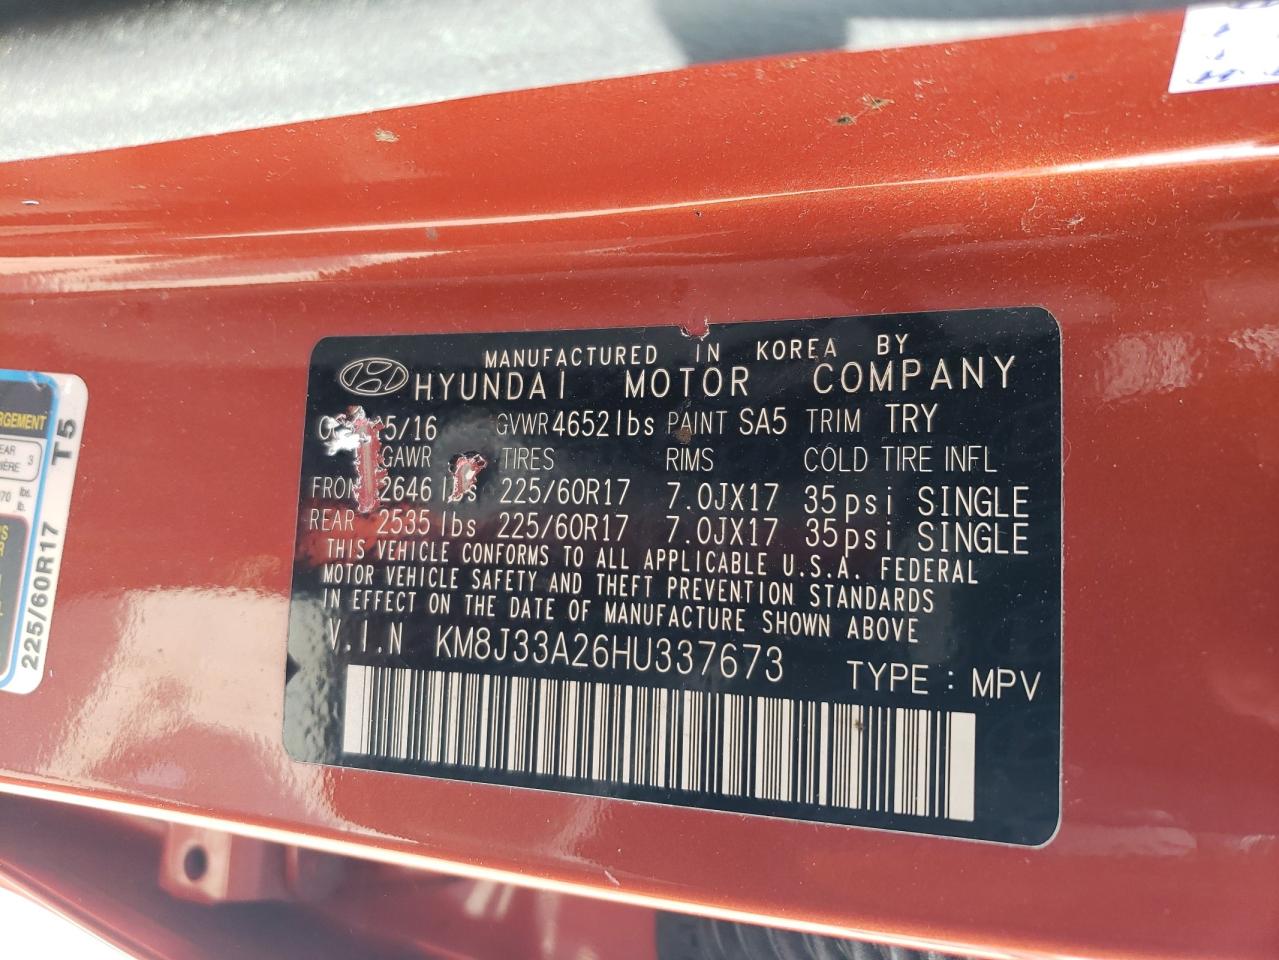 MANUFACTURED IN KOREA BY
HYUNDAI MOTOR COMPANY
5/16 GVWR 4652 lbs PAINT SA5 TRIM TRY
GAWR TIRES RIMS COLD TIRE INFL
FRON 2646 lbs 225/60R17 7.0JX17 35psi SINGLE
REAR 2535 lbs 225/60R17 7.0JX17 35psi SINGLE
THIS VEHICLE CONFORMS TO ALL APPLICABLE U.S.A. FEDERAL
MOTOR VEHICLE SAFETY AND THEFT PREVENTION STANDARDS
IN EFFECT ON THE DATE OF MANUFACTURE SHOWN ABOVE
V.I.N KM8J33A26HU337673 TYPE : MPV
225/60R17 T5